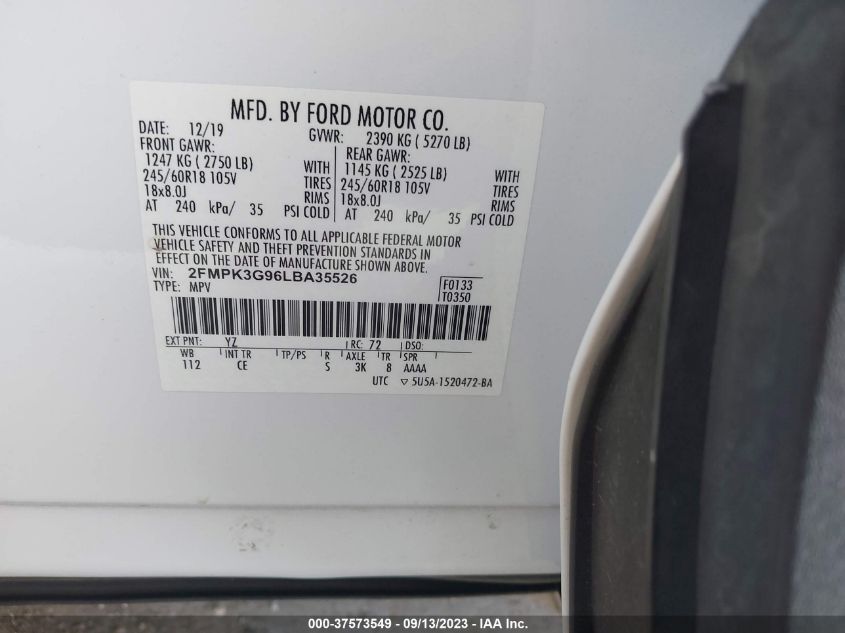 MFD. BY FORD MOTOR CO.
DATE: 12/19 GVWR: 2390 KG ( 5270 LB)
FRONT GAWR: REAR GAWR:
1247 KG ( 2750 LB) WITH 1145 KG ( 2525 LB) WITH
245/60R18 105V TIRES 245/60R18 105V TIRES
18x8.0J RIMS 18x8.0J RIMS
AT 240 kPa/ 35 PSI COLD AT 240 kPa/ 35 PSI COLD
THIS VEHICLE CONFORMS TO ALL APPLICABLE FEDERAL MOTOR
VEHICLE SAFETY AND THEFT PREVENTION STANDARDS IN
EFFECT ON THE DATE OF MANUFACTURE SHOWN ABOVE.
VIN: 2FMPK3G96LBA35526 F0133
TYPE: MPV T0350
EXT PNT: YZ RC: 72 DSO:
WB INT TR TP/PS R AXLE TR SPR
112 CE S 3K 8 AAAA
UTC ▽ 5U5A-1520472-BA
000-37573549 - 09/13/2023 - IAA Inc.